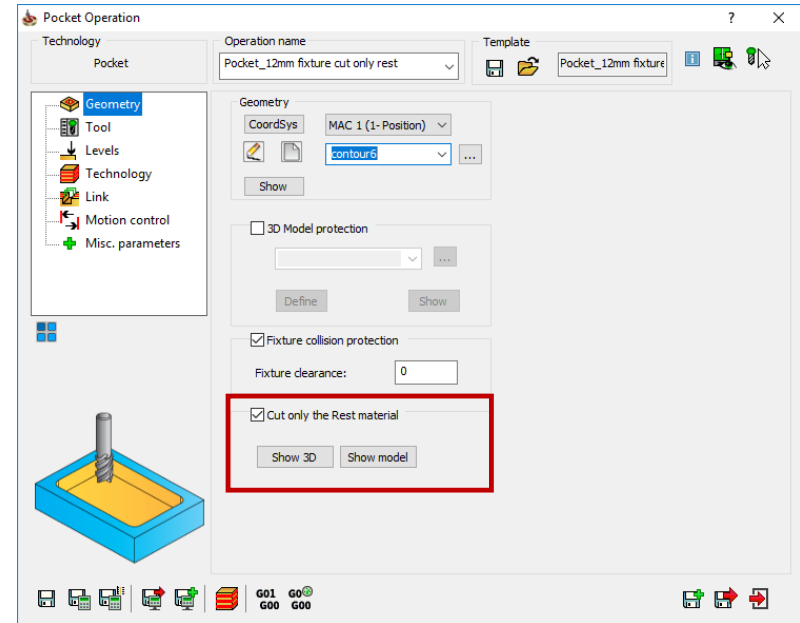 Pocket Operation
?
Technology
Pocket
Operation name
Pocket_12mm fixture cut only rest
Template
Pocket_12mm fixture
Geometry
Tool
Levels
Technology
Link
Motion control
Misc. parameters
Geometry
CoordSys
MAC 1 (1- Position)
contour6
...
Show
3D Model protection
...
Define
Show
Fixture collision protection
Fixture clearance:
0
Cut only the Rest material
Show 3D
Show model
G01
G00
G0
G00